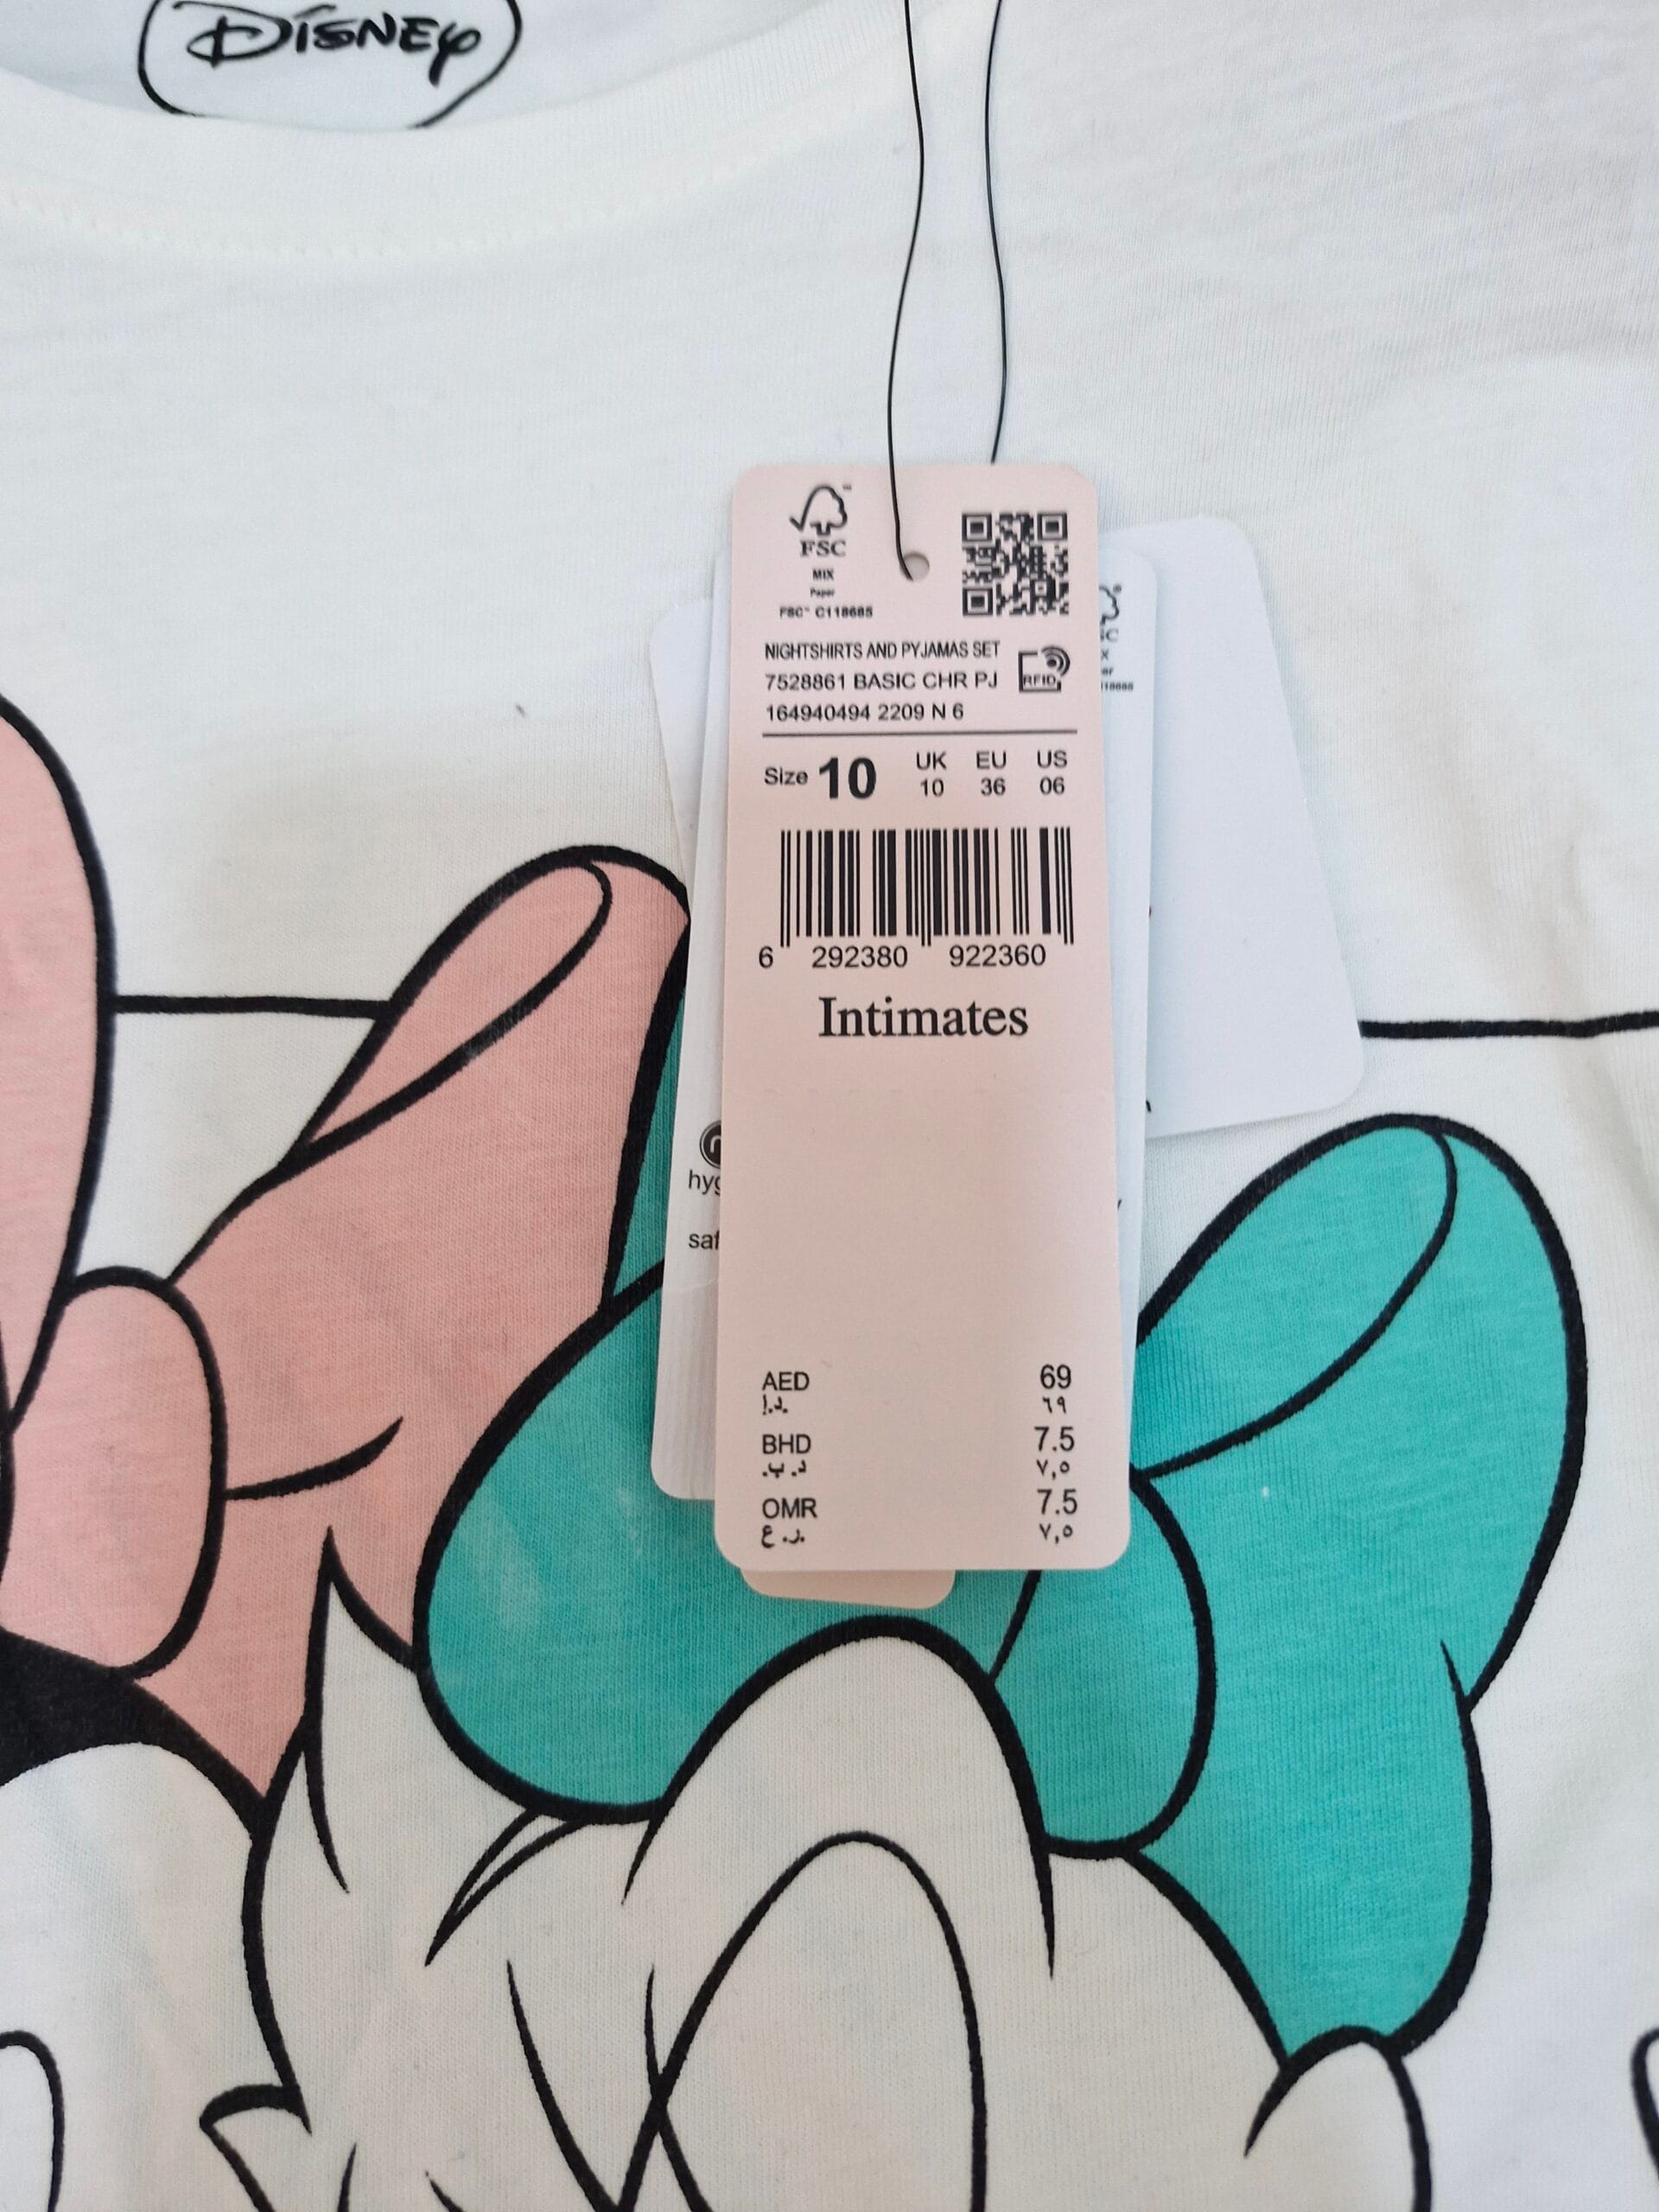 DISNEY
FSC
MIX
Paper
FSC™ C118685
NIGHTSHIRTS AND PYJAMAS SET
7528861 BASIC CHR PJ
RFID
164940494 2209 N 6
Size 10
UK EU US
10 36 06
6 292380 922360
Intimates
AED 69
د.إ. ٦٩
BHD 7.5
د.ب. ٧,٥
OMR 7.5
ر.ع ٧,٥